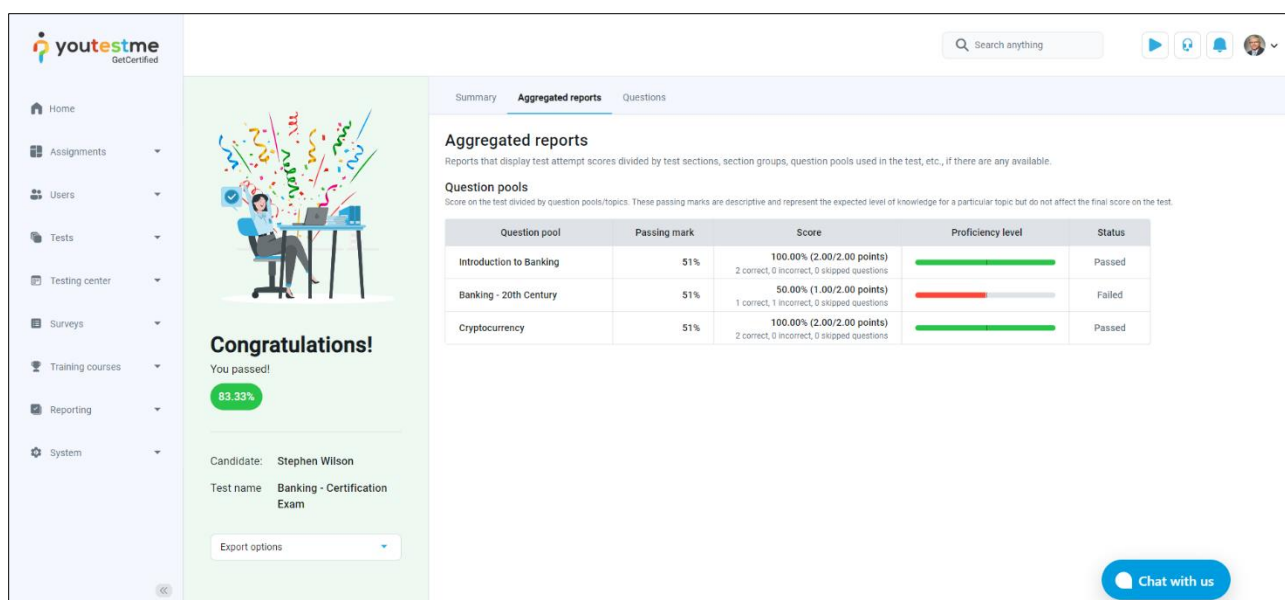 youtestme
GetCertified
Search anything
Home
Assignments
Users
Tests
Testing center
Surveys
Training courses
Reporting
System
Congratulations!
You passed!
83.33%
Candidate: Stephen Wilson
Test name Banking - Certification
Exam
Export options
Summary Aggregated reports Questions
Aggregated reports
Reports that display test attempt scores divided by test sections, section groups, question pools used in the test, etc., if there are any available.
Question pools
Score on the test divided by question pools/topics. These passing marks are descriptive and represent the expected level of knowledge for a particular topic but do not affect the final score on the test.
Question pool Passing mark Score Proficiency level Status
Introduction to Banking 51% 100.00% (2.00/2.00 points) Passed
2 correct, 0 incorrect, 0 skipped questions
Banking - 20th Century 51% 50.00% (1.00/2.00 points) Failed
1 correct, 1 incorrect, 0 skipped questions
Cryptocurrency 51% 100.00% (2.00/2.00 points) Passed
2 correct, 0 incorrect, 0 skipped questions
Chat with us